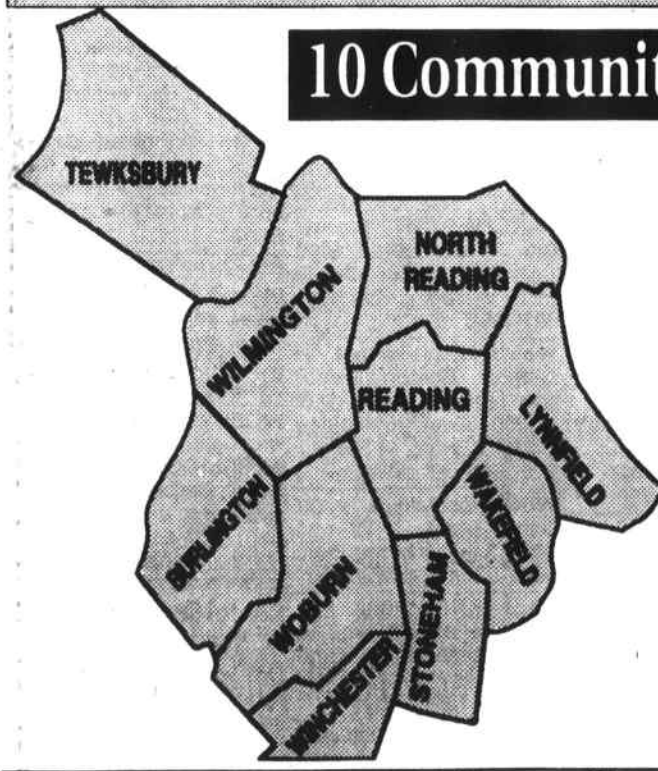 10 Communit
TEWKSBURY
NORTH
READING
WILMINGTON
READING
LYNNFIELD
BURLINGTON
WAKEFIELD
WOBURN
STONEHAM
WINCHESTER